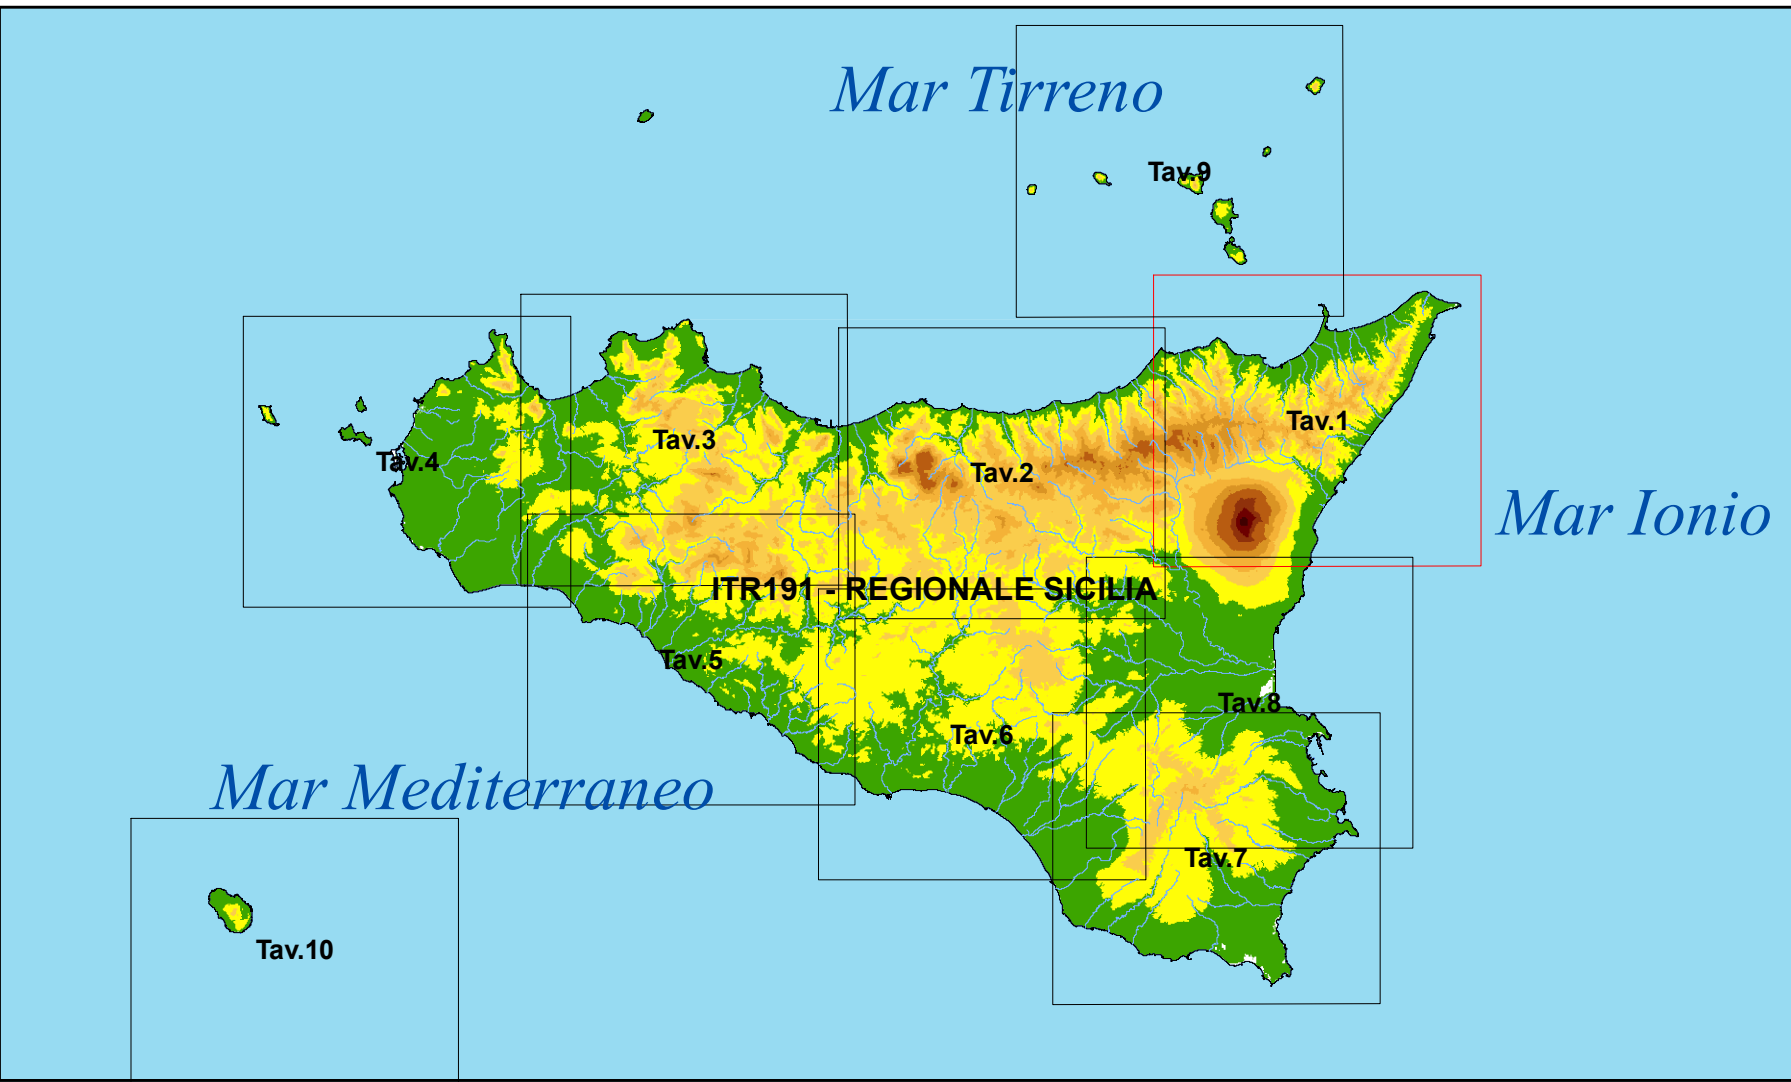 Mar Tirreno
Tav.9
Tav.1
Tav.3
Tav.4
Tav.2
Mar Ionio
ITR191 - REGIONALE SICILIA
Tav.5
Tav.8
Tav.6
Mar Mediterraneo
Tav.7
Tav.10